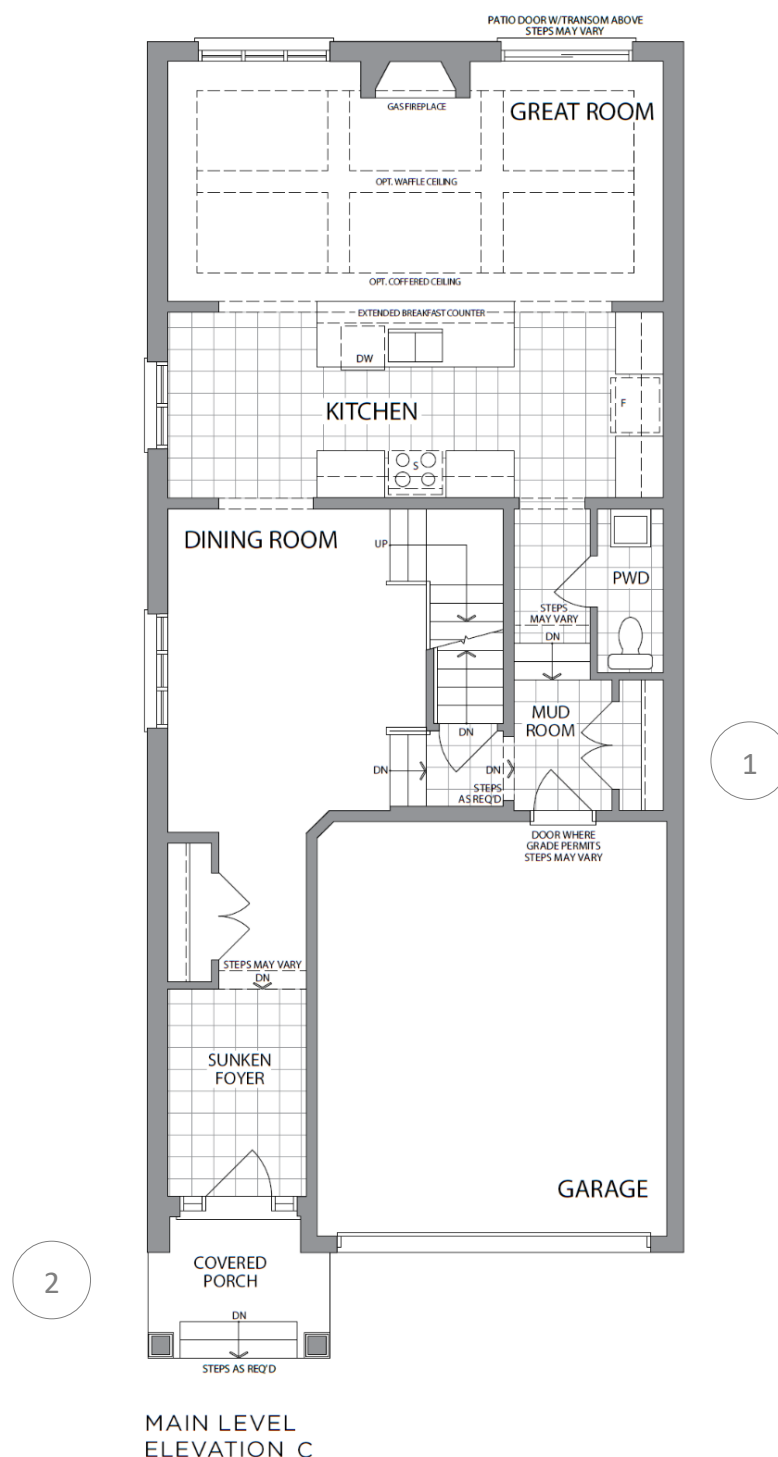 PATIO DOOR W/TRANSOM ABOVE
STEPS MAY VARY
GAS FIREPLACE
GREAT ROOM
OPT. WAFFLE CEILING
OPT. COFFERED CEILING
EXTENDED BREAKFAST COUNTER
DW
KITCHEN
F
S
DINING ROOM
UP
PWD
STEPS
MAY VARY
DN
MUD
ROOM
DN
DN
DN
STEPS
AS REQ'D
1
DOOR WHERE
GRADE PERMITS
STEPS MAY VARY
STEPS MAY VARY
DN
SUNKEN
FOYER
GARAGE
2
COVERED
PORCH
DN
STEPS AS REQ'D
MAIN LEVEL
ELEVATION C